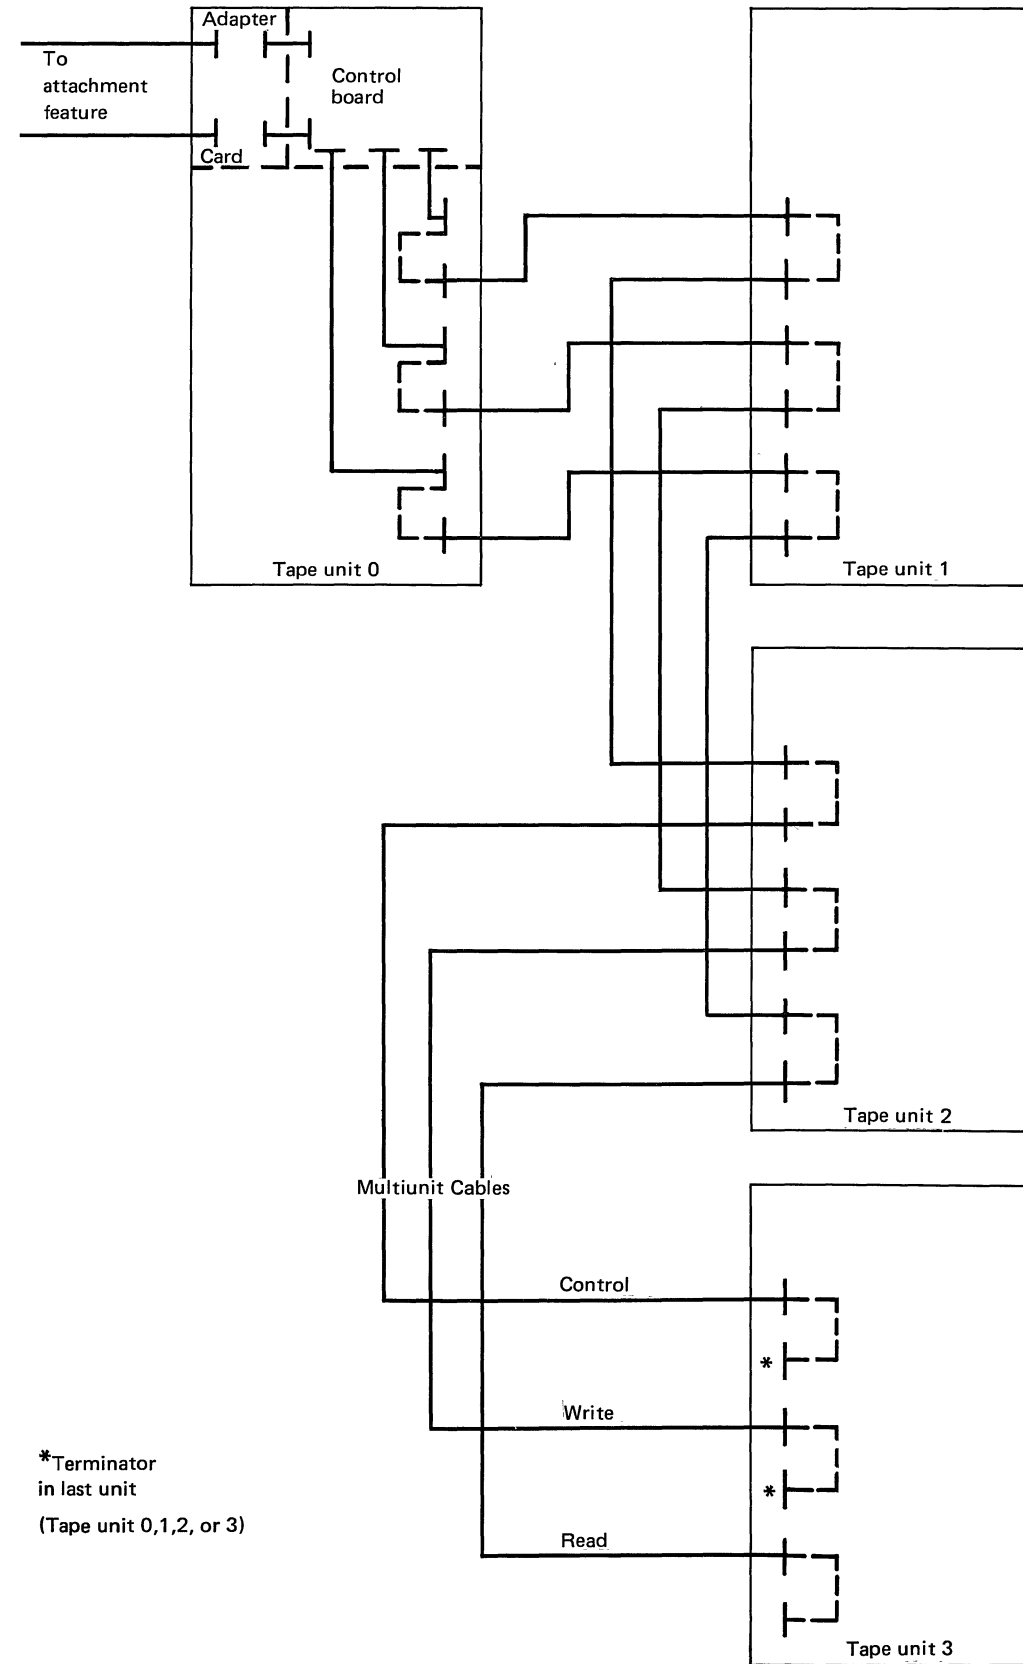 Adapter
To
attachment
feature
Control
board
Card
Tape unit 0
Tape unit 1
Tape unit 2
Multiunit Cables
Control
*
Write
*
*Terminator
in last unit
(Tape unit 0,1,2, or 3)
Read
Tape unit 3